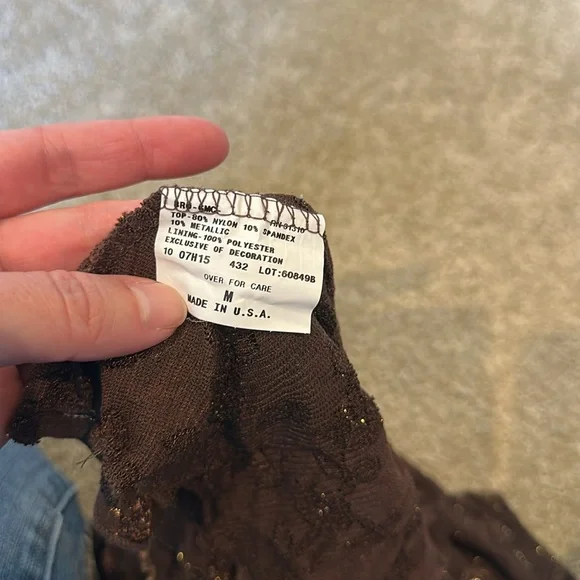 TOP-80% NYLON 10% SPANDEX
10% METALLIC
LINING-100% POLYESTER
EXCLUSIVE OF DECORATION
10 07H15 432 LOT:60849B
OVER FOR CARE
M
MADE IN U.S.A.